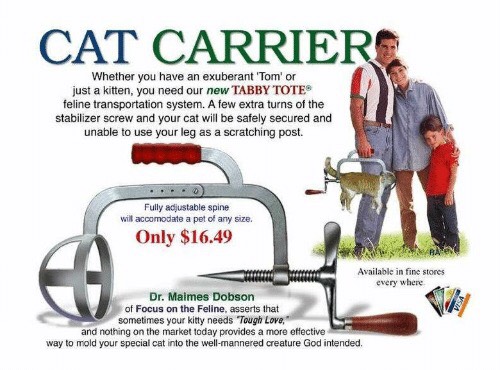 CAT CARRIER
Whether you have an exuberant 'Tom' or
just a kitten, you need our new TABBY TOTE®
feline transportation system. A few extra turns of the
stabilizer screw and your cat will be safely secured and
unable to use your leg as a scratching post.
Fully adjustable spine
will accomodate a pet of any size.
Only $16.49
Available in fine stores
every where
VISA
Dr. Maimes Dobson
of Focus on the Feline, asserts that
sometimes your kitty needs "Tough Love,"
and nothing on the market today provides a more effective
way to mold your special cat into the well-mannered creature God intended.